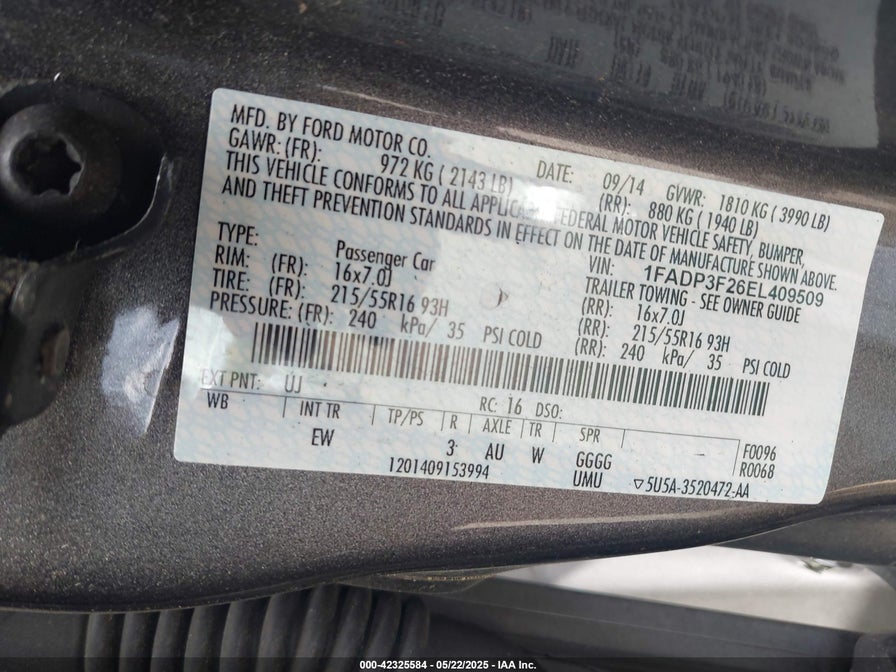 MFD. BY FORD MOTOR CO. DATE: 09/14 GVWR: 1810 KG ( 3990 LB)
GAWR: (FR): 972 KG ( 2143 LB) (RR): 880 KG ( 1940 LB)
THIS VEHICLE CONFORMS TO ALL APPLICABLE FEDERAL MOTOR VEHICLE SAFETY, BUMPER,
AND THEFT PREVENTION STANDARDS IN EFFECT ON THE DATE OF MANUFACTURE SHOWN ABOVE.
VIN: 1FADP3F26EL409509
TYPE: Passenger Car TRAILER TOWING - SEE OWNER GUIDE
RIM: (FR): 16x7.0J (RR): 16x7.0J
TIRE: (FR): 215/55R16 93H (RR): 215/55R16 93H
PRESSURE: (FR): 240 kPa/ 35 PSI COLD (RR): 240 kPa/ 35 PSI COLD
EXT PNT: UJ RC: 16 DSO:
WB INT TR TP/PS R AXLE TR SPR F0096
EW 3 AU W GGGG R0068
1201409153994 UMU ▽5U5A-3520472-AA
000-42325584 - 05/22/2025 - IAA Inc.